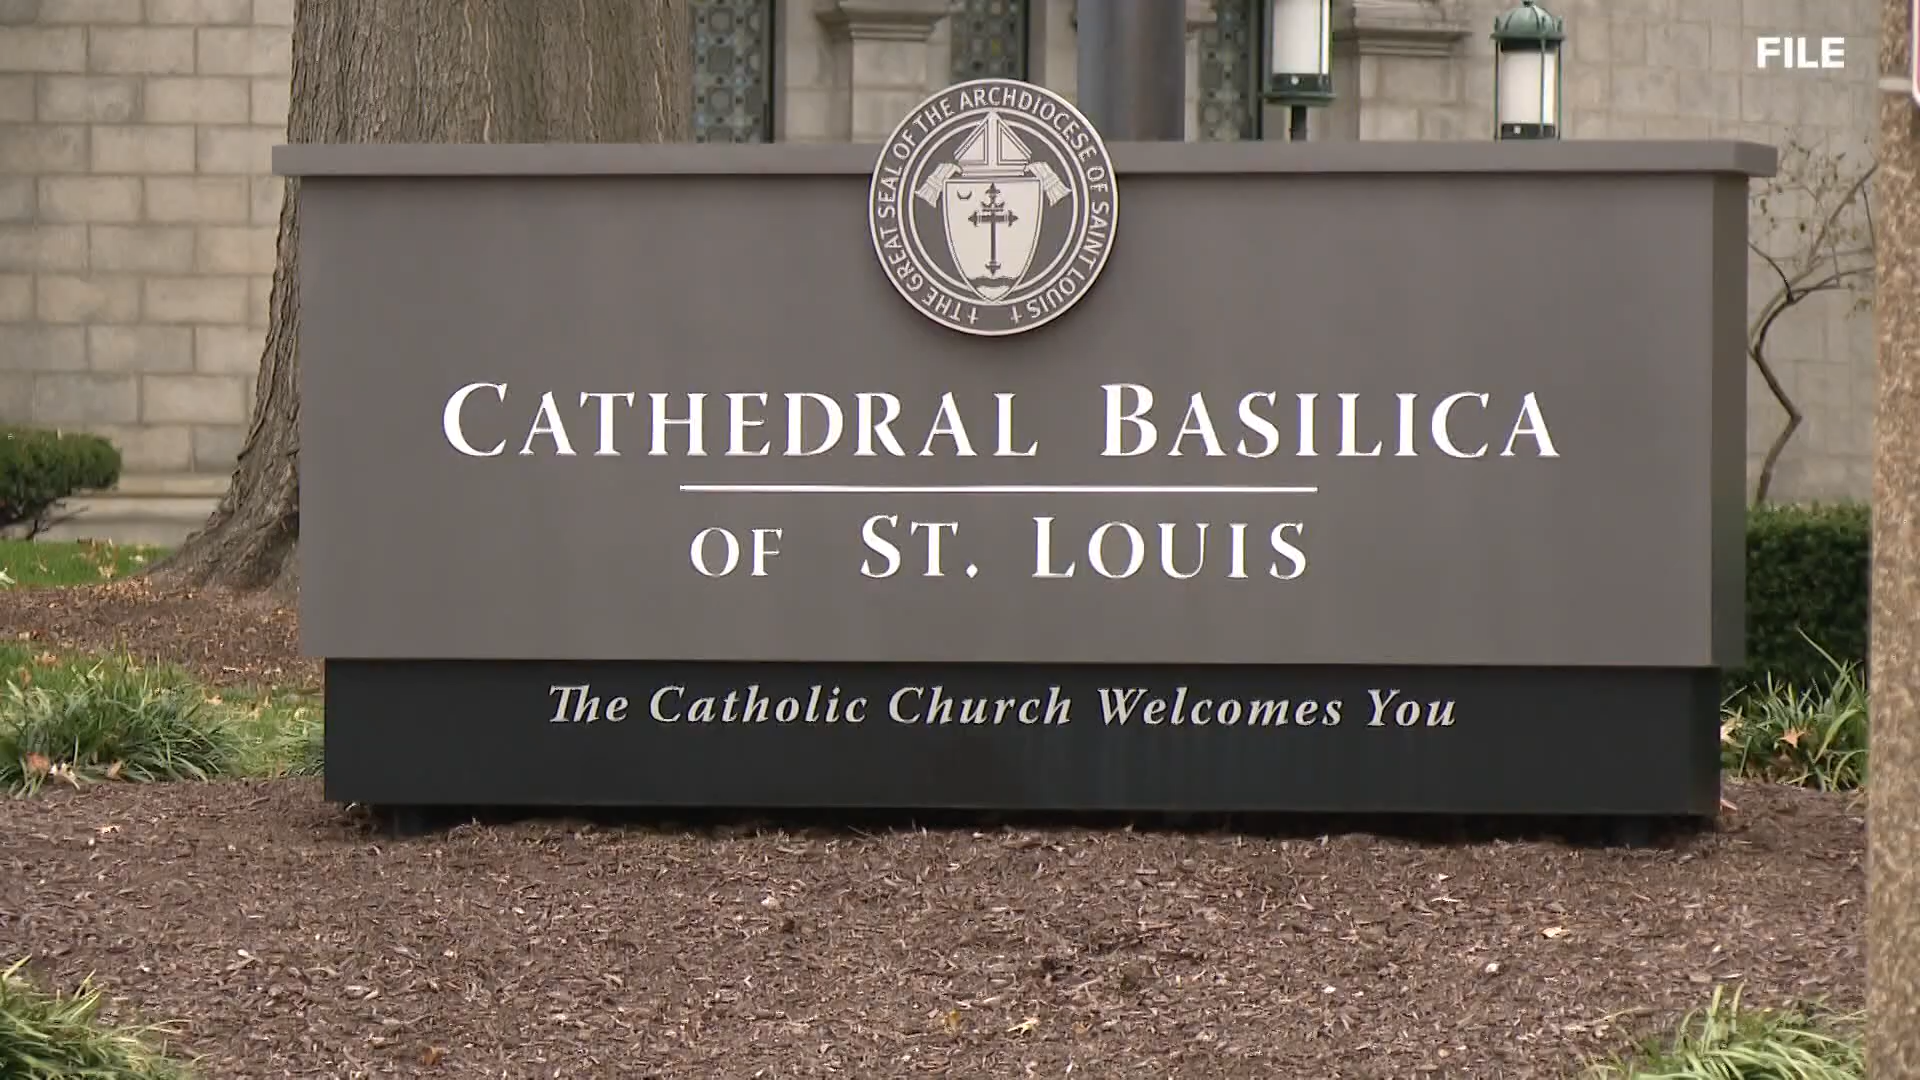 FILE
THE GREAT SEAL OF THE ARCHDIOCESE OF SAINT LOUIS
CATHEDRAL BASILICA
OF ST. LOUIS
The Catholic Church Welcomes You